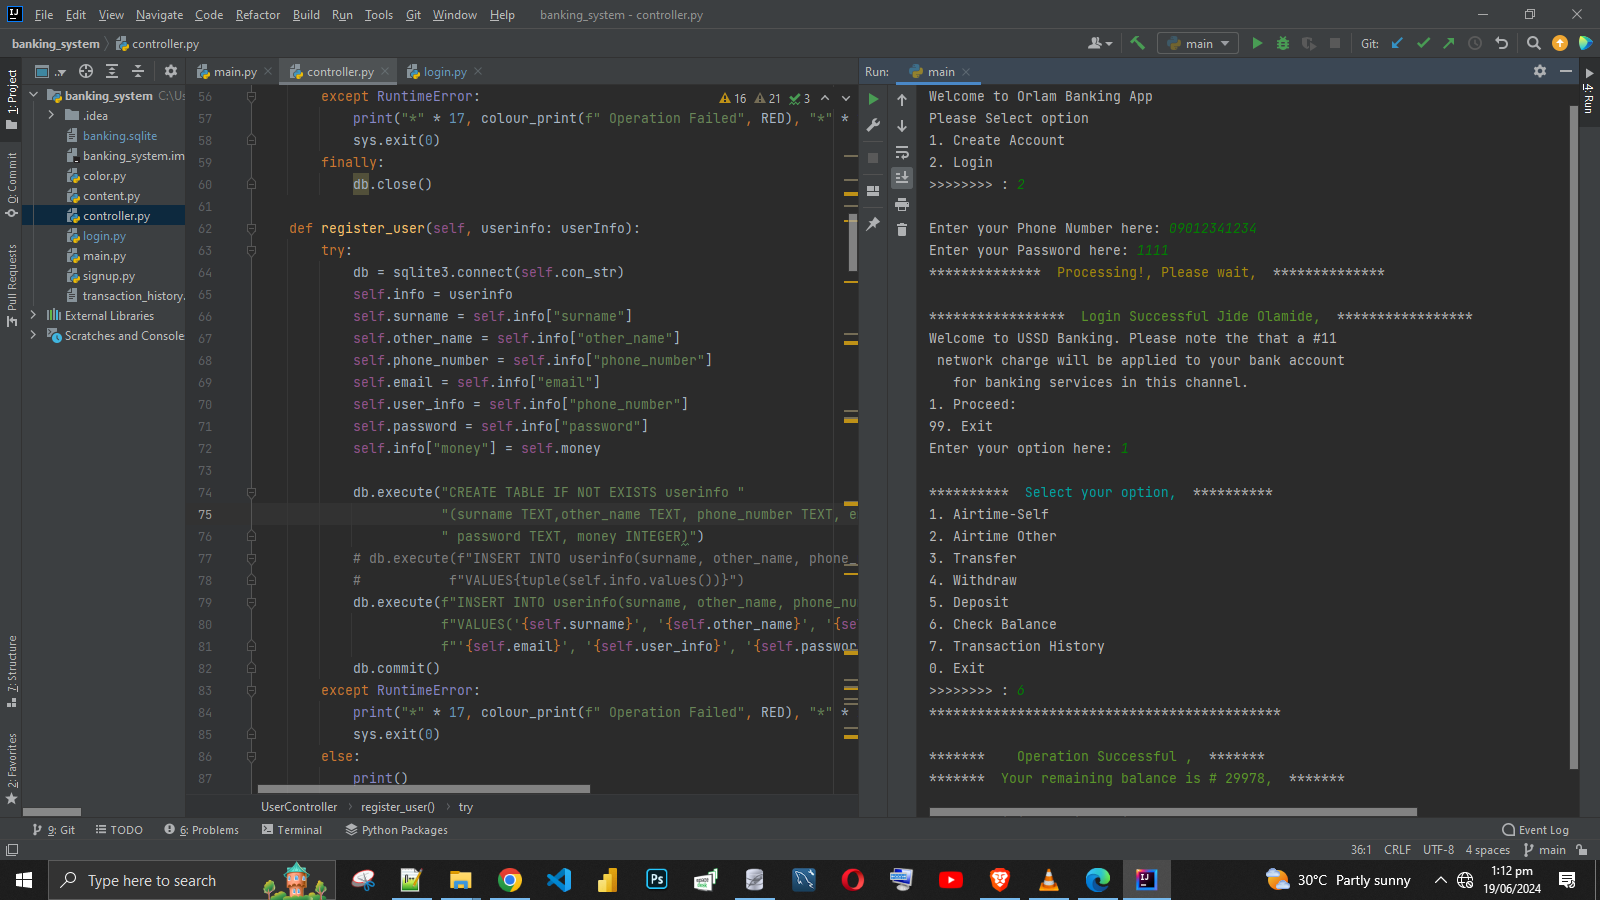 File Edit View Navigate Code Refactor Build Run Tools Git Window Help banking_system - controller.py
banking_system controller.py
main
Git:
1: Project
main.py
controller.py
login.py
Run:
main
banking_system C:\Us
.idea
banking.sqlite
banking_system.im
color.py
content.py
controller.py
login.py
main.py
signup.py
transaction_history.
External Libraries
Scratches and Console
0: Commit
Pull Requests
7: Structure
2: Favorites
4: Run
16 21 3
56 except RuntimeError:
57 print("*" * 17, colour_print(f" Operation Failed", RED), "*" *
58 sys.exit(0)
59 finally:
60 db.close()
61
62 def register_user(self, userinfo: userInfo):
63 try:
64 db = sqlite3.connect(self.con_str)
65 self.info = userinfo
66 self.surname = self.info["surname"]
67 self.other_name = self.info["other_name"]
68 self.phone_number = self.info["phone_number"]
69 self.email = self.info["email"]
70 self.user_info = self.info["phone_number"]
71 self.password = self.info["password"]
72 self.info["money"] = self.money
73
74 db.execute("CREATE TABLE IF NOT EXISTS userinfo "
75 "(surname TEXT,other_name TEXT, phone_number TEXT, e
76 " password TEXT, money INTEGER)")
77 # db.execute(f"INSERT INTO userinfo(surname, other_name, phone_
78 # f"VALUES{tuple(self.info.values())}")
79 db.execute(f"INSERT INTO userinfo(surname, other_name, phone_nu
80 f"VALUES('{self.surname}', '{self.other_name}', '{se
81 f"'{self.email}', '{self.user_info}', '{self.passwor
82 db.commit()
83 except RuntimeError:
84 print("*" * 17, colour_print(f" Operation Failed", RED), "*" *
85 sys.exit(0)
86 else:
87 print()
UserController register_user() try
Welcome to Orlam Banking App
Please Select option
1. Create Account
2. Login
>>>>>>>> : 2
Enter your Phone Number here: 09012341234
Enter your Password here: 1111
************** Processing!, Please wait, **************
***************** Login Successful Jide Olamide, *****************
Welcome to USSD Banking. Please note the that a #11
network charge will be applied to your bank account
for banking services in this channel.
1. Proceed:
99. Exit
Enter your option here: 1
********** Select your option, **********
1. Airtime-Self
2. Airtime Other
3. Transfer
4. Withdraw
5. Deposit
6. Check Balance
7. Transaction History
0. Exit
>>>>>>>> : 6
********************************************
******* Operation Successful , *******
******* Your remaining balance is # 29978, *******
9: Git TODO 6: Problems Terminal Python Packages Event Log
36:1 CRLF UTF-8 4 spaces main
Type here to search
Ps
30°C Partly sunny
1:12 pm
19/06/2024